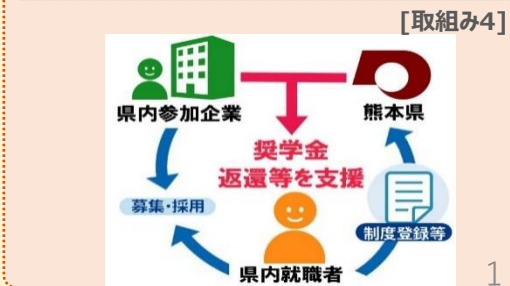 [取組み4]
県内参加企業
熊本県
奨学金
返還等を支援
募集・採用
制度登録等
県内就職者
1